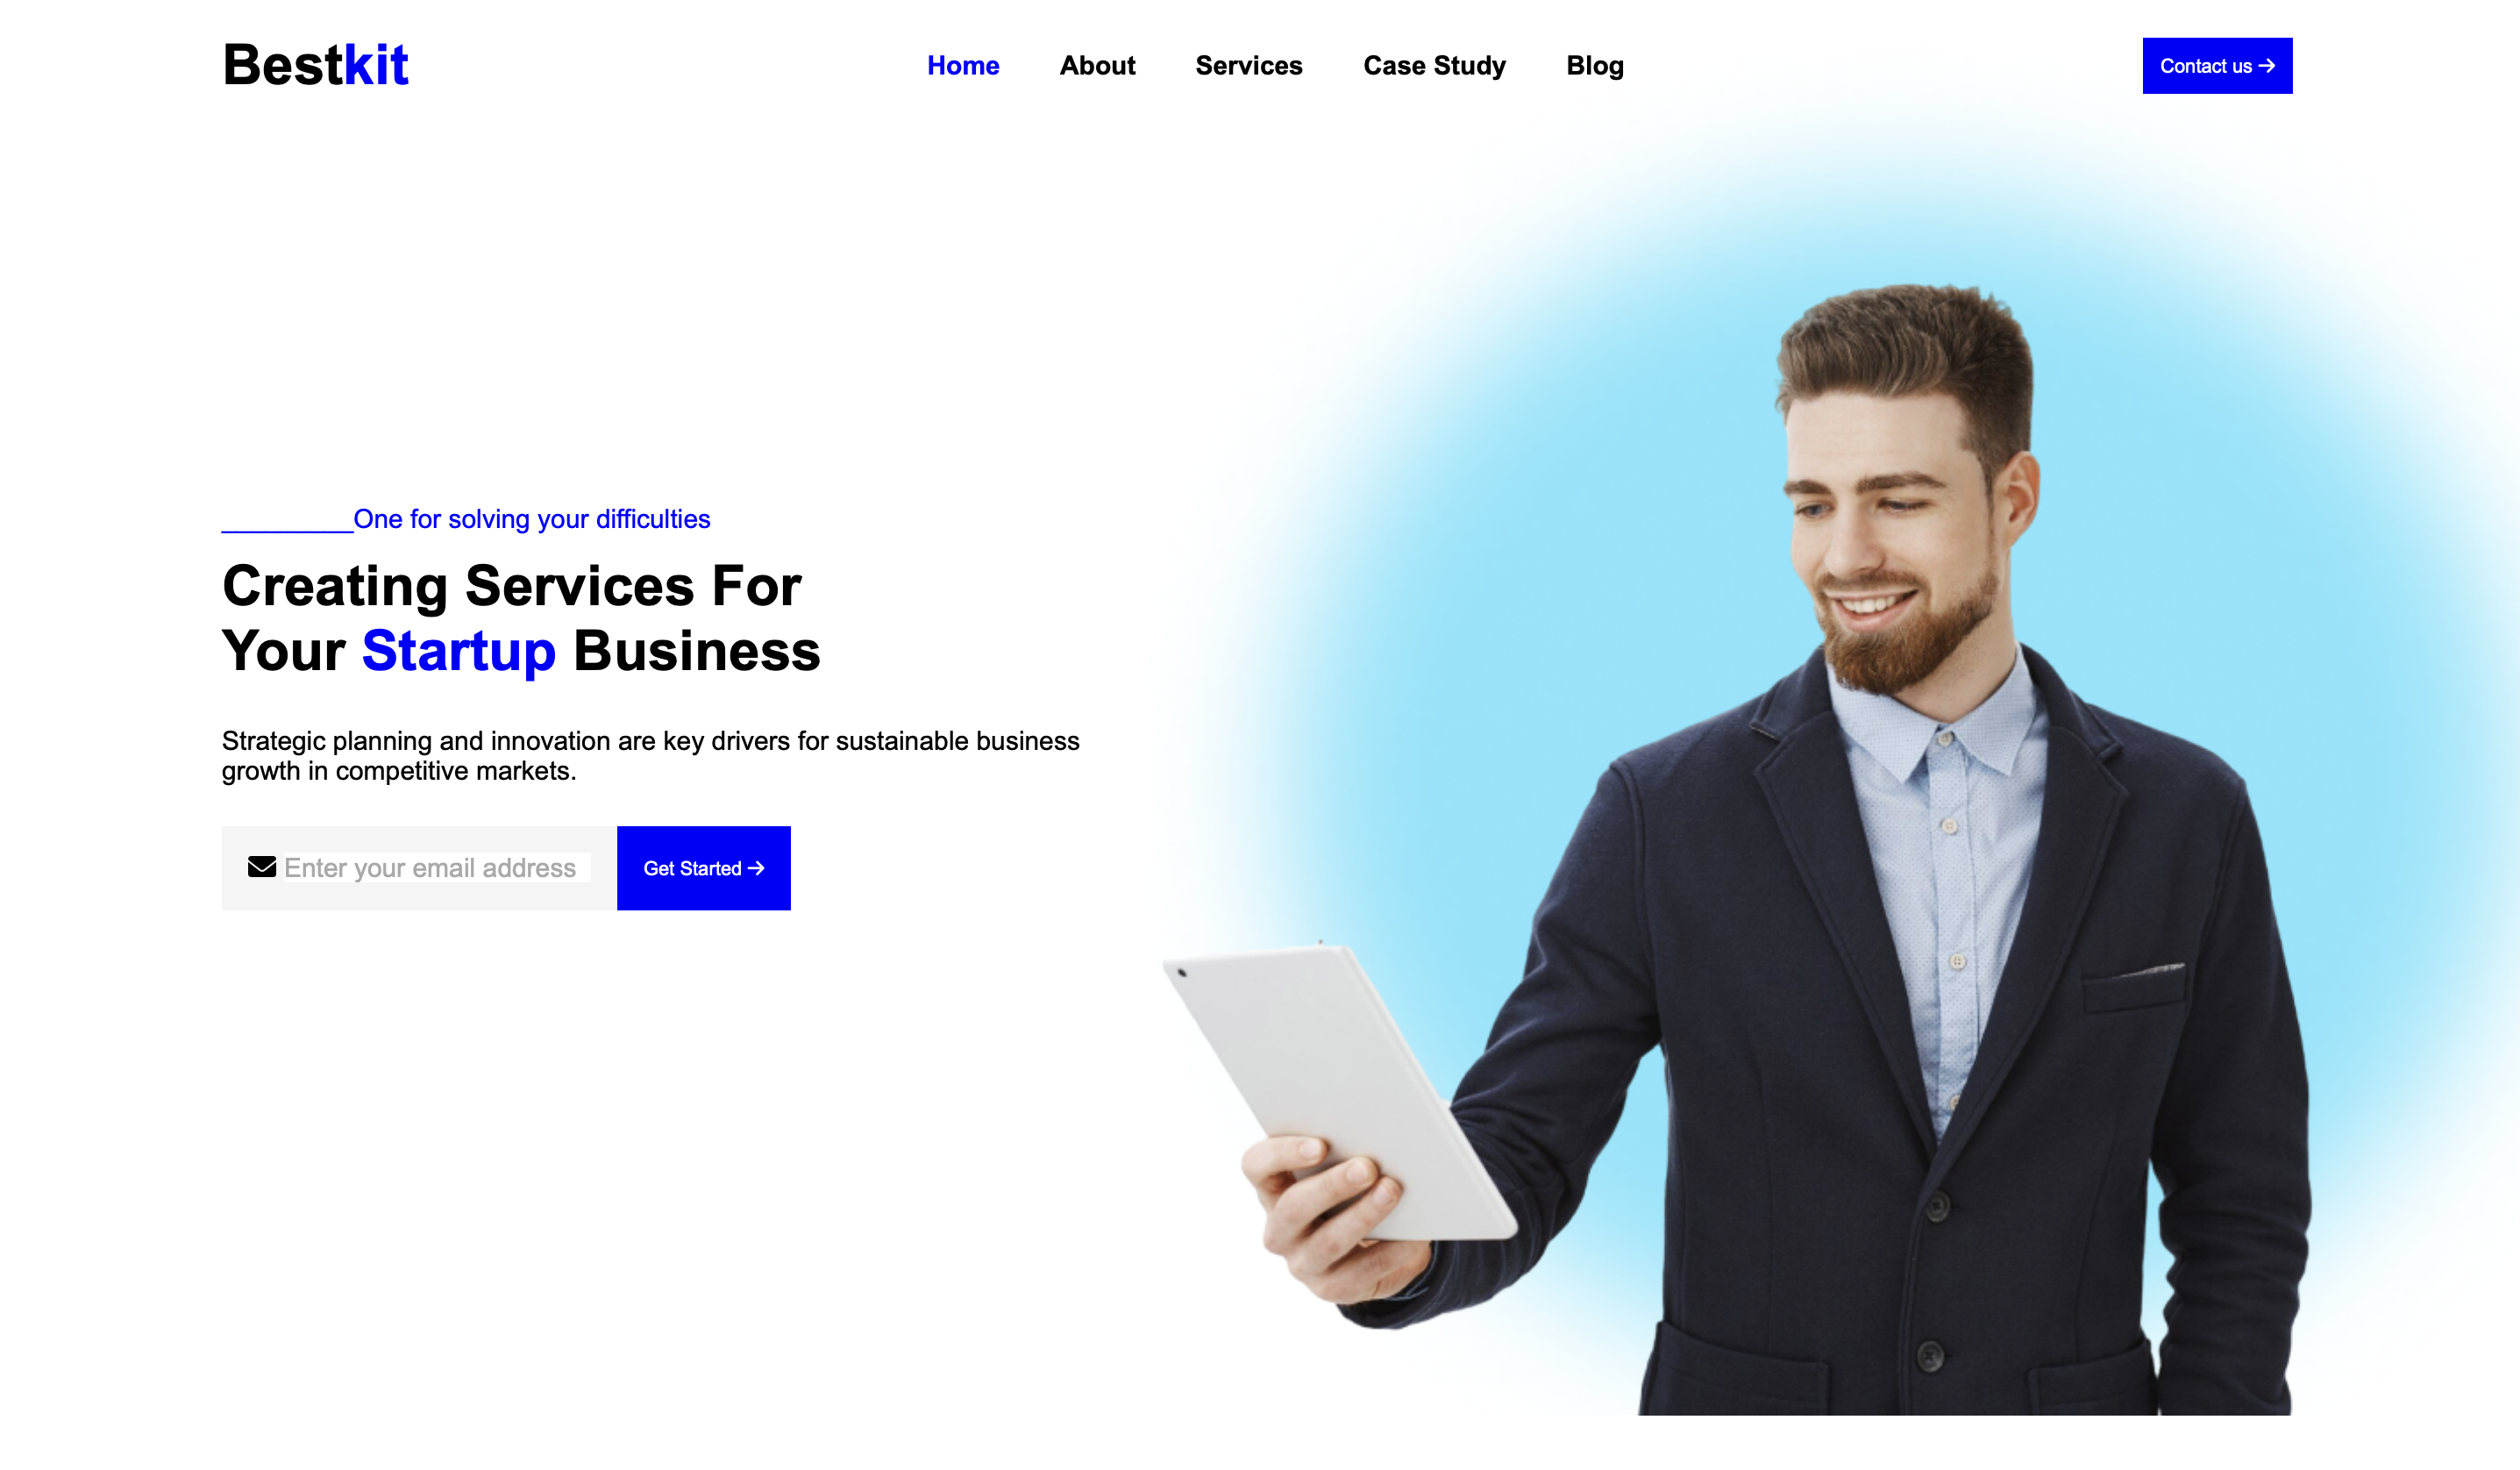 Bestkit
Home About Services Case Study Blog
Contact us →
_________One for solving your difficulties
Creating Services For
Your Startup Business
Strategic planning and innovation are key drivers for sustainable business
growth in competitive markets.
Enter your email address
Get Started →